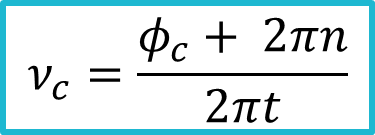 ν_c = (ϕ_c + 2πn) / (2πt)